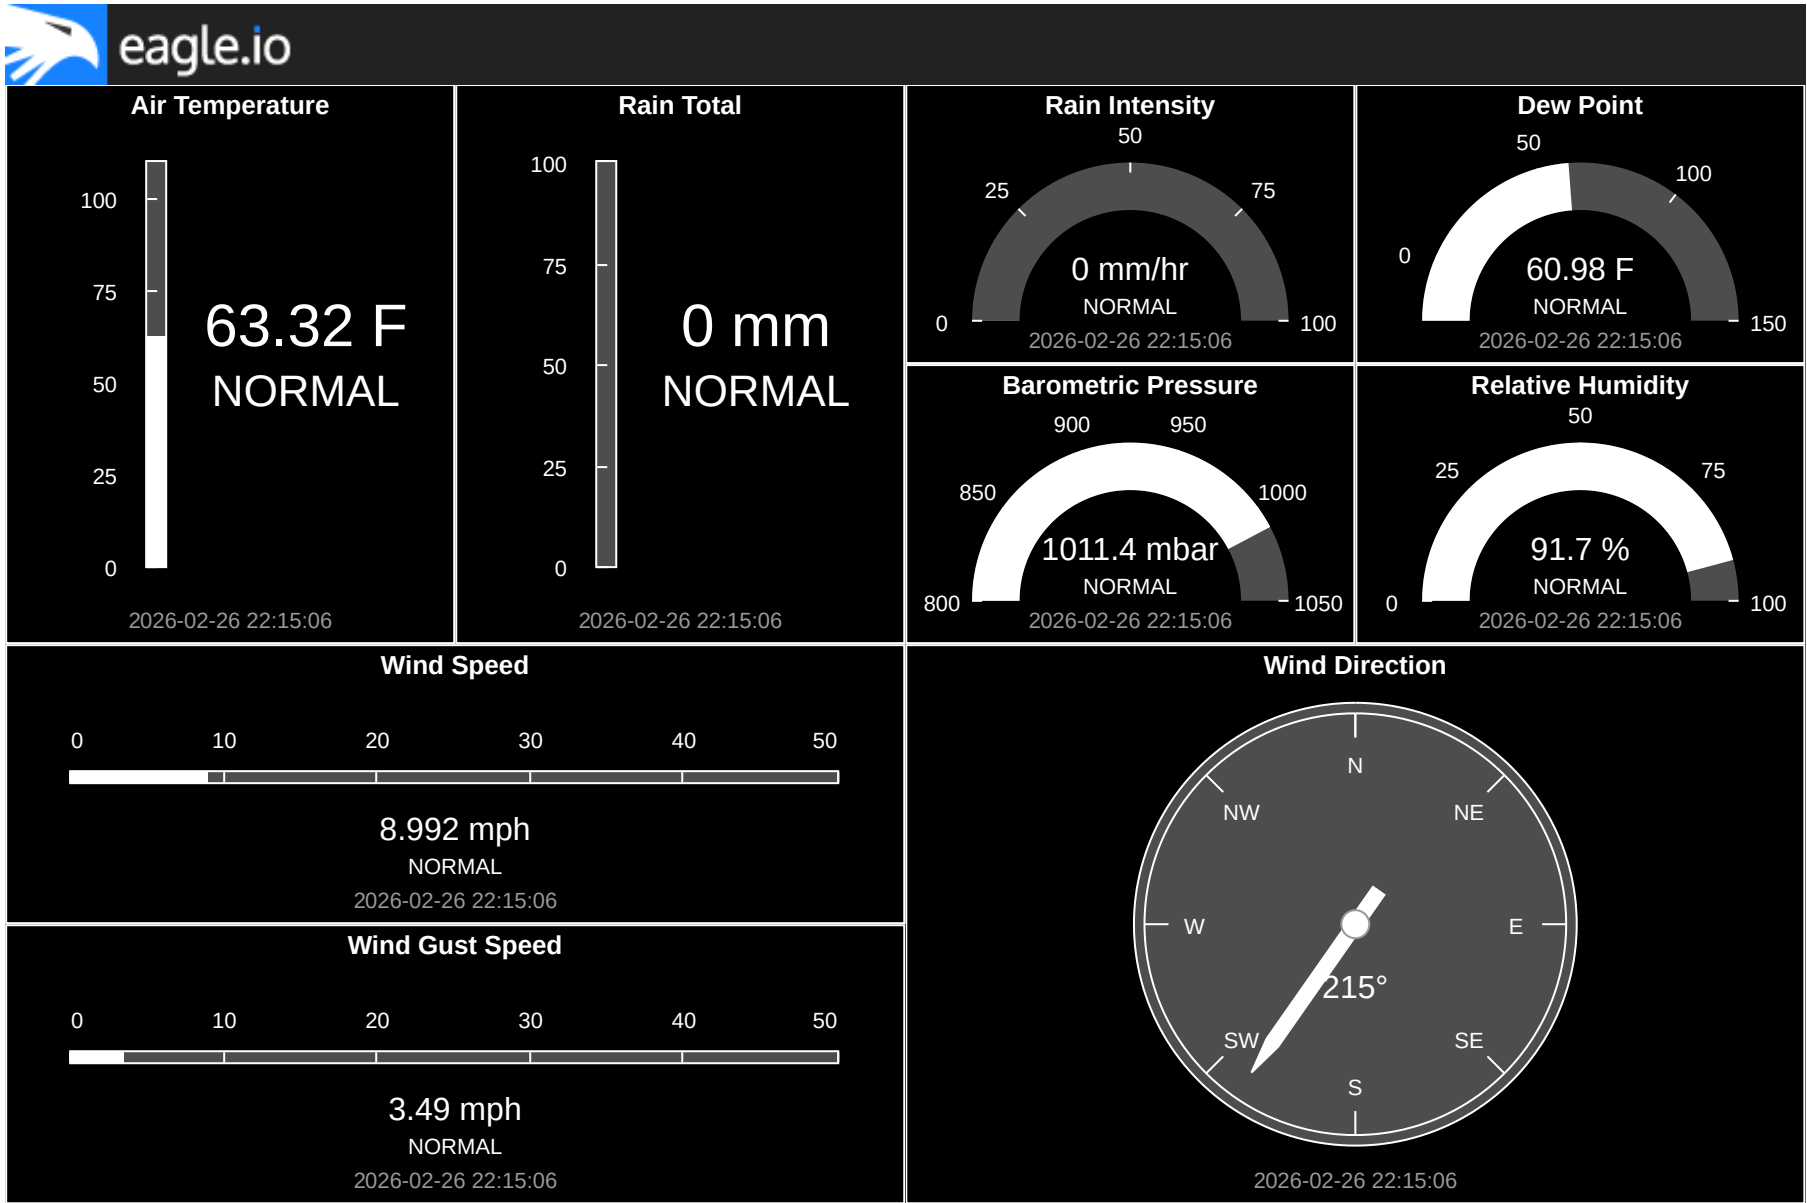 eagle.io
Air Temperature
100
75
50
25
0
63.32 F
NORMAL
2026-02-26 22:15:06
Rain Total
100
75
50
25
0
0 mm
NORMAL
2026-02-26 22:15:06
Rain Intensity
50
25
75
0
100
0 mm/hr
NORMAL
2026-02-26 22:15:06
Dew Point
50
100
0
150
60.98 F
NORMAL
2026-02-26 22:15:06
Barometric Pressure
900
950
850
1000
800
1050
1011.4 mbar
NORMAL
2026-02-26 22:15:06
Relative Humidity
50
25
75
0
100
91.7 %
NORMAL
2026-02-26 22:15:06
Wind Speed
0 10 20 30 40 50
8.992 mph
NORMAL
2026-02-26 22:15:06
Wind Gust Speed
0 10 20 30 40 50
3.49 mph
NORMAL
2026-02-26 22:15:06
Wind Direction
N
NW
NE
W
E
215°
SW
SE
S
2026-02-26 22:15:06